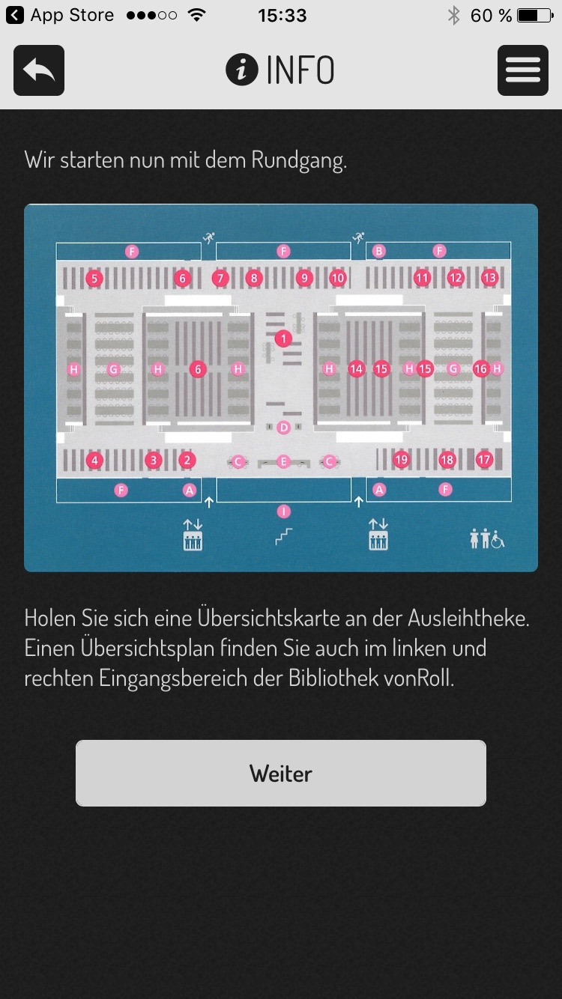 App Store 15:33 60 %
i INFO
Wir starten nun mit dem Rundgang.
F F B F
5 6 7 8 9 10 11 12 13
1
H G H 6 H H 14 15 H 15 G 16 H
D
4 3 2 C E C 19 18 17
F A A F
I
Holen Sie sich eine Übersichtskarte an der Ausleihtheke.
Einen Übersichtsplan finden Sie auch im linken und
rechten Eingangsbereich der Bibliothek vonRoll.
Weiter